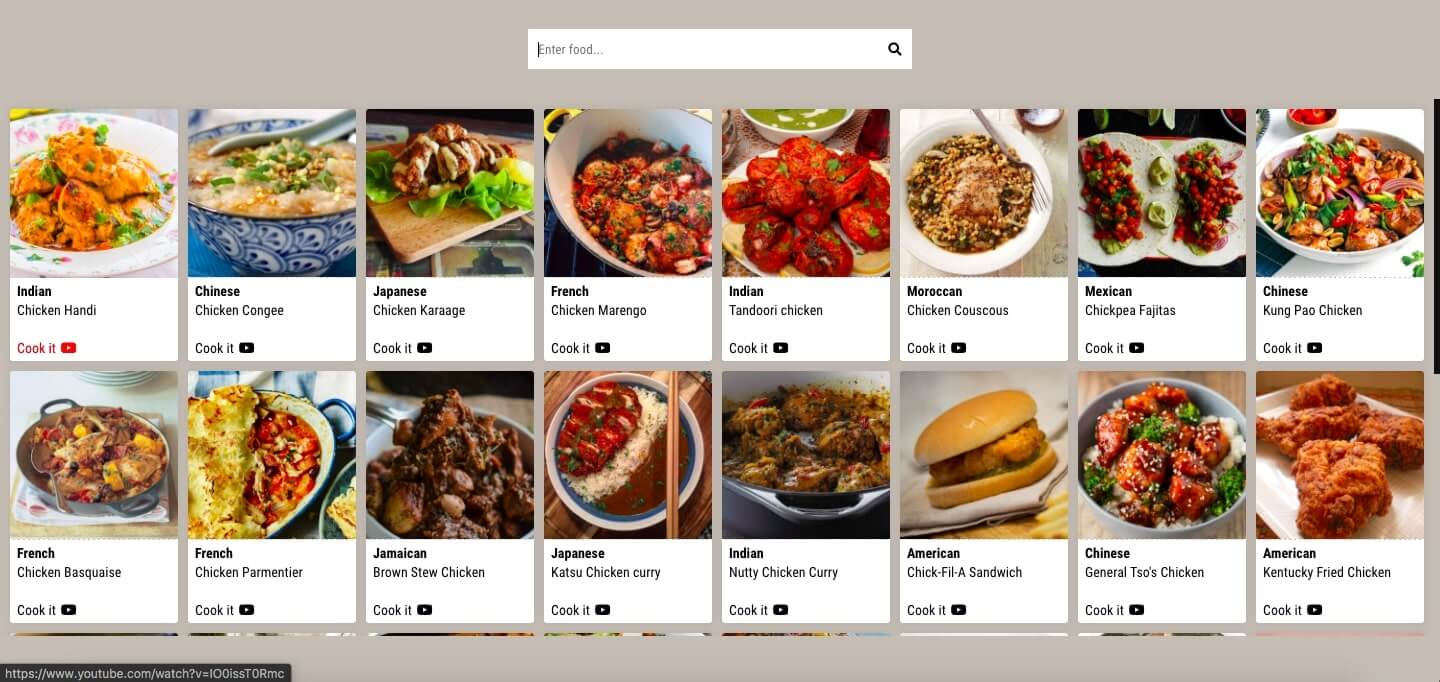 Enter food...
Indian
Chicken Handi
Cook it
Chinese
Chicken Congee
Cook it
Japanese
Chicken Karaage
Cook it
French
Chicken Marengo
Cook it
Indian
Tandoori chicken
Cook it
Moroccan
Chicken Couscous
Cook it
Mexican
Chickpea Fajitas
Cook it
Chinese
Kung Pao Chicken
Cook it
French
Chicken Basquaise
Cook it
French
Chicken Parmentier
Cook it
Jamaican
Brown Stew Chicken
Cook it
Japanese
Katsu Chicken curry
Cook it
Indian
Nutty Chicken Curry
Cook it
American
Chick-Fil-A Sandwich
Cook it
Chinese
General Tso's Chicken
Cook it
American
Kentucky Fried Chicken
Cook it
https://www.youtube.com/watch?v=IO0issT0Rmc